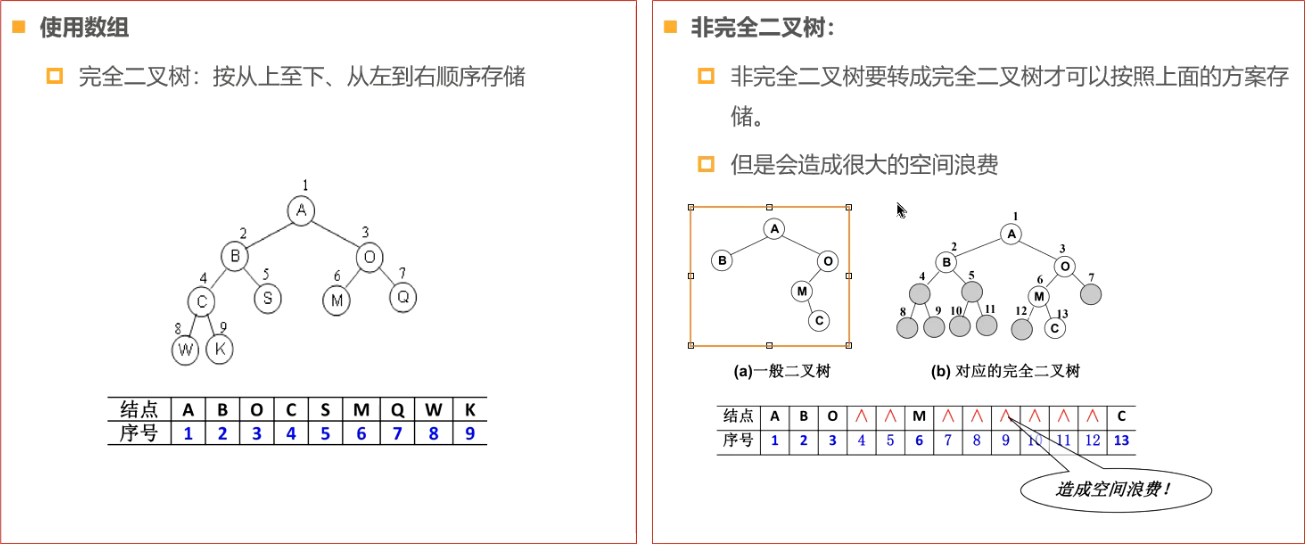 使用数组
完全二叉树：按从上至下、从左到右顺序存储
1
A
2
3
B
O
4
5
6
7
C
S
M
Q
8
9
W
K
结点 A B O C S M Q W K
序号 1 2 3 4 5 6 7 8 9
非完全二叉树：
非完全二叉树要转成完全二叉树才可以按照上面的方案存
储。
但是会造成很大的空间浪费
A
B
O
M
C
(a)一般二叉树
1
A
2
3
B
O
4
5
6
7
M
8
9
10
11
12
13
C
(b) 对应的完全二叉树
结点 A B O ∧ ∧ M ∧ ∧ ∧ ∧ ∧ ∧ C
序号 1 2 3 4 5 6 7 8 9 10 11 12 13
造成空间浪费！